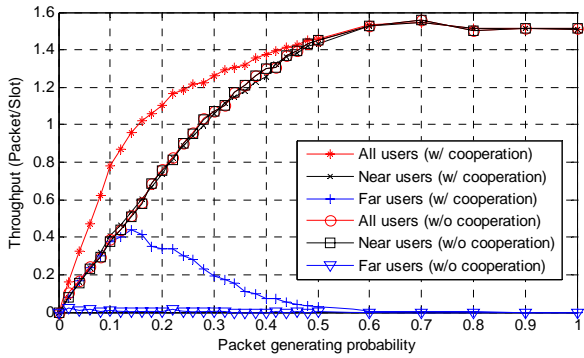 1.6
1.4
1.2
1
0.8
0.6
0.4
0.2
0
Throughput (Packet/Slot)
All users (w/ cooperation)
Near users (w/ cooperation)
Far users (w/ cooperation)
All users (w/o cooperation)
Near users (w/o cooperation)
Far users (w/o cooperation)
0 0.1 0.2 0.3 0.4 0.5 0.6 0.7 0.8 0.9 1
Packet generating probability